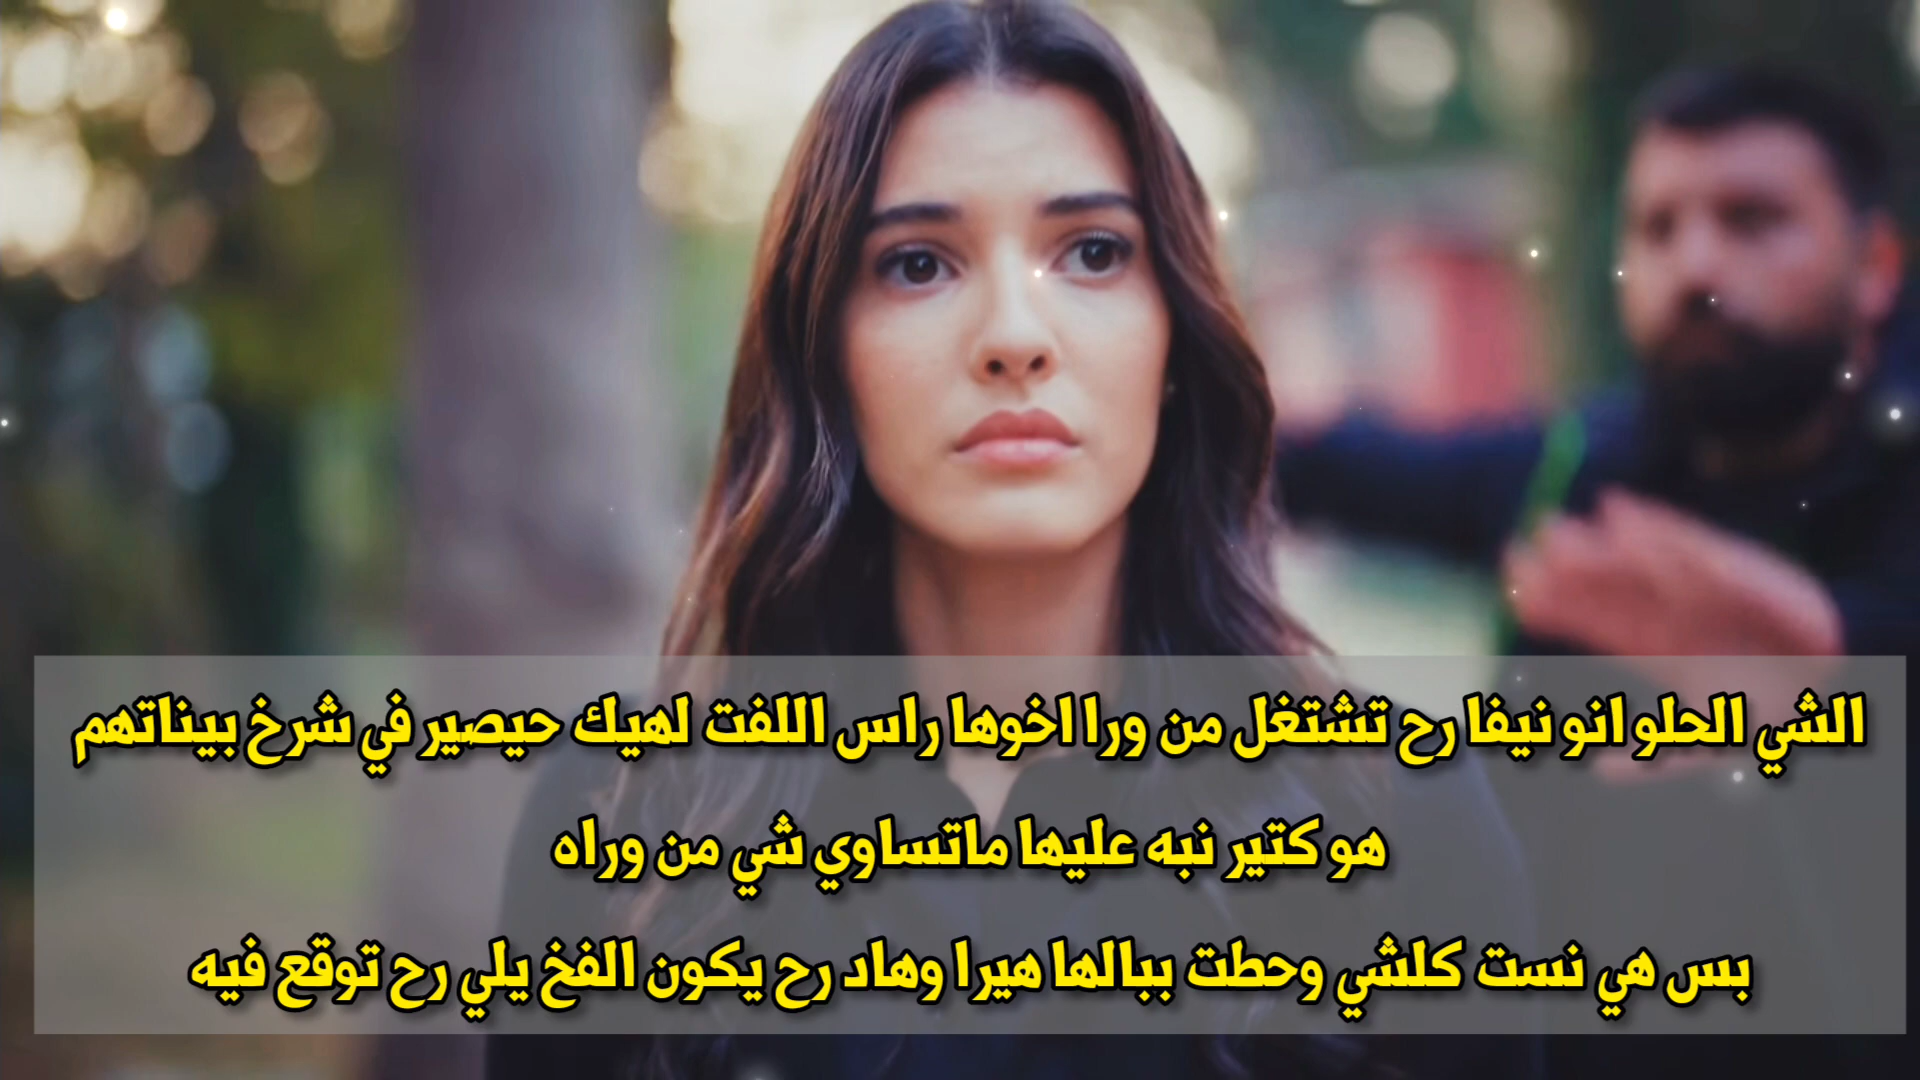 الشي الحلو انو نيفا رح تشتغل من ورا اخوها راس اللفت لهيك حيصير في شرخ بيناتهم
هو كتير نبه عليها ماتساوي شي من وراه
بس هي نست كلشي وحطت ببالها هيرا وهاد رح يكون الفخ يلي رح توقع فيه